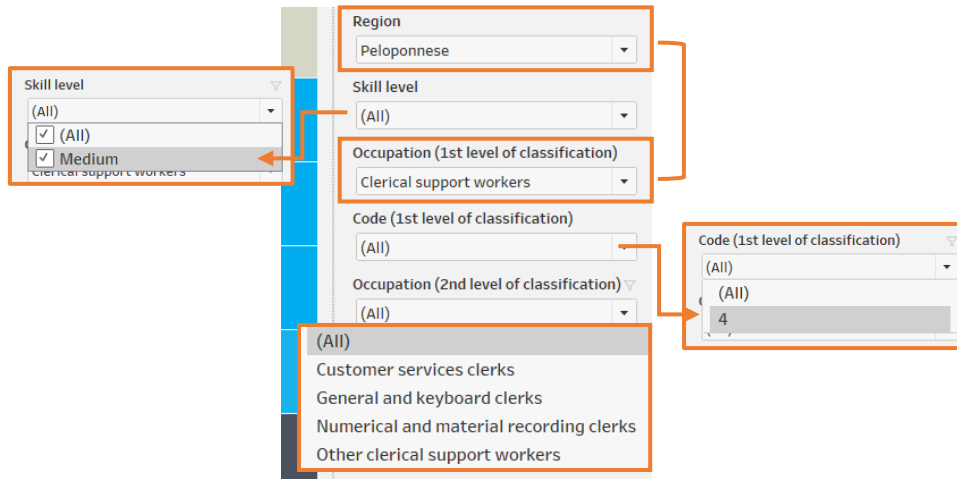 Region
Peloponnese
Skill level
(All)
(All)
Medium
Clerical support workers
Skill level
(All)
Occupation (1st level of classification)
Clerical support workers
Code (1st level of classification)
(All)
Occupation (2nd level of classification)
(All)
(All)
Customer services clerks
General and keyboard clerks
Numerical and material recording clerks
Other clerical support workers
Code (1st level of classification)
(All)
(All)
4